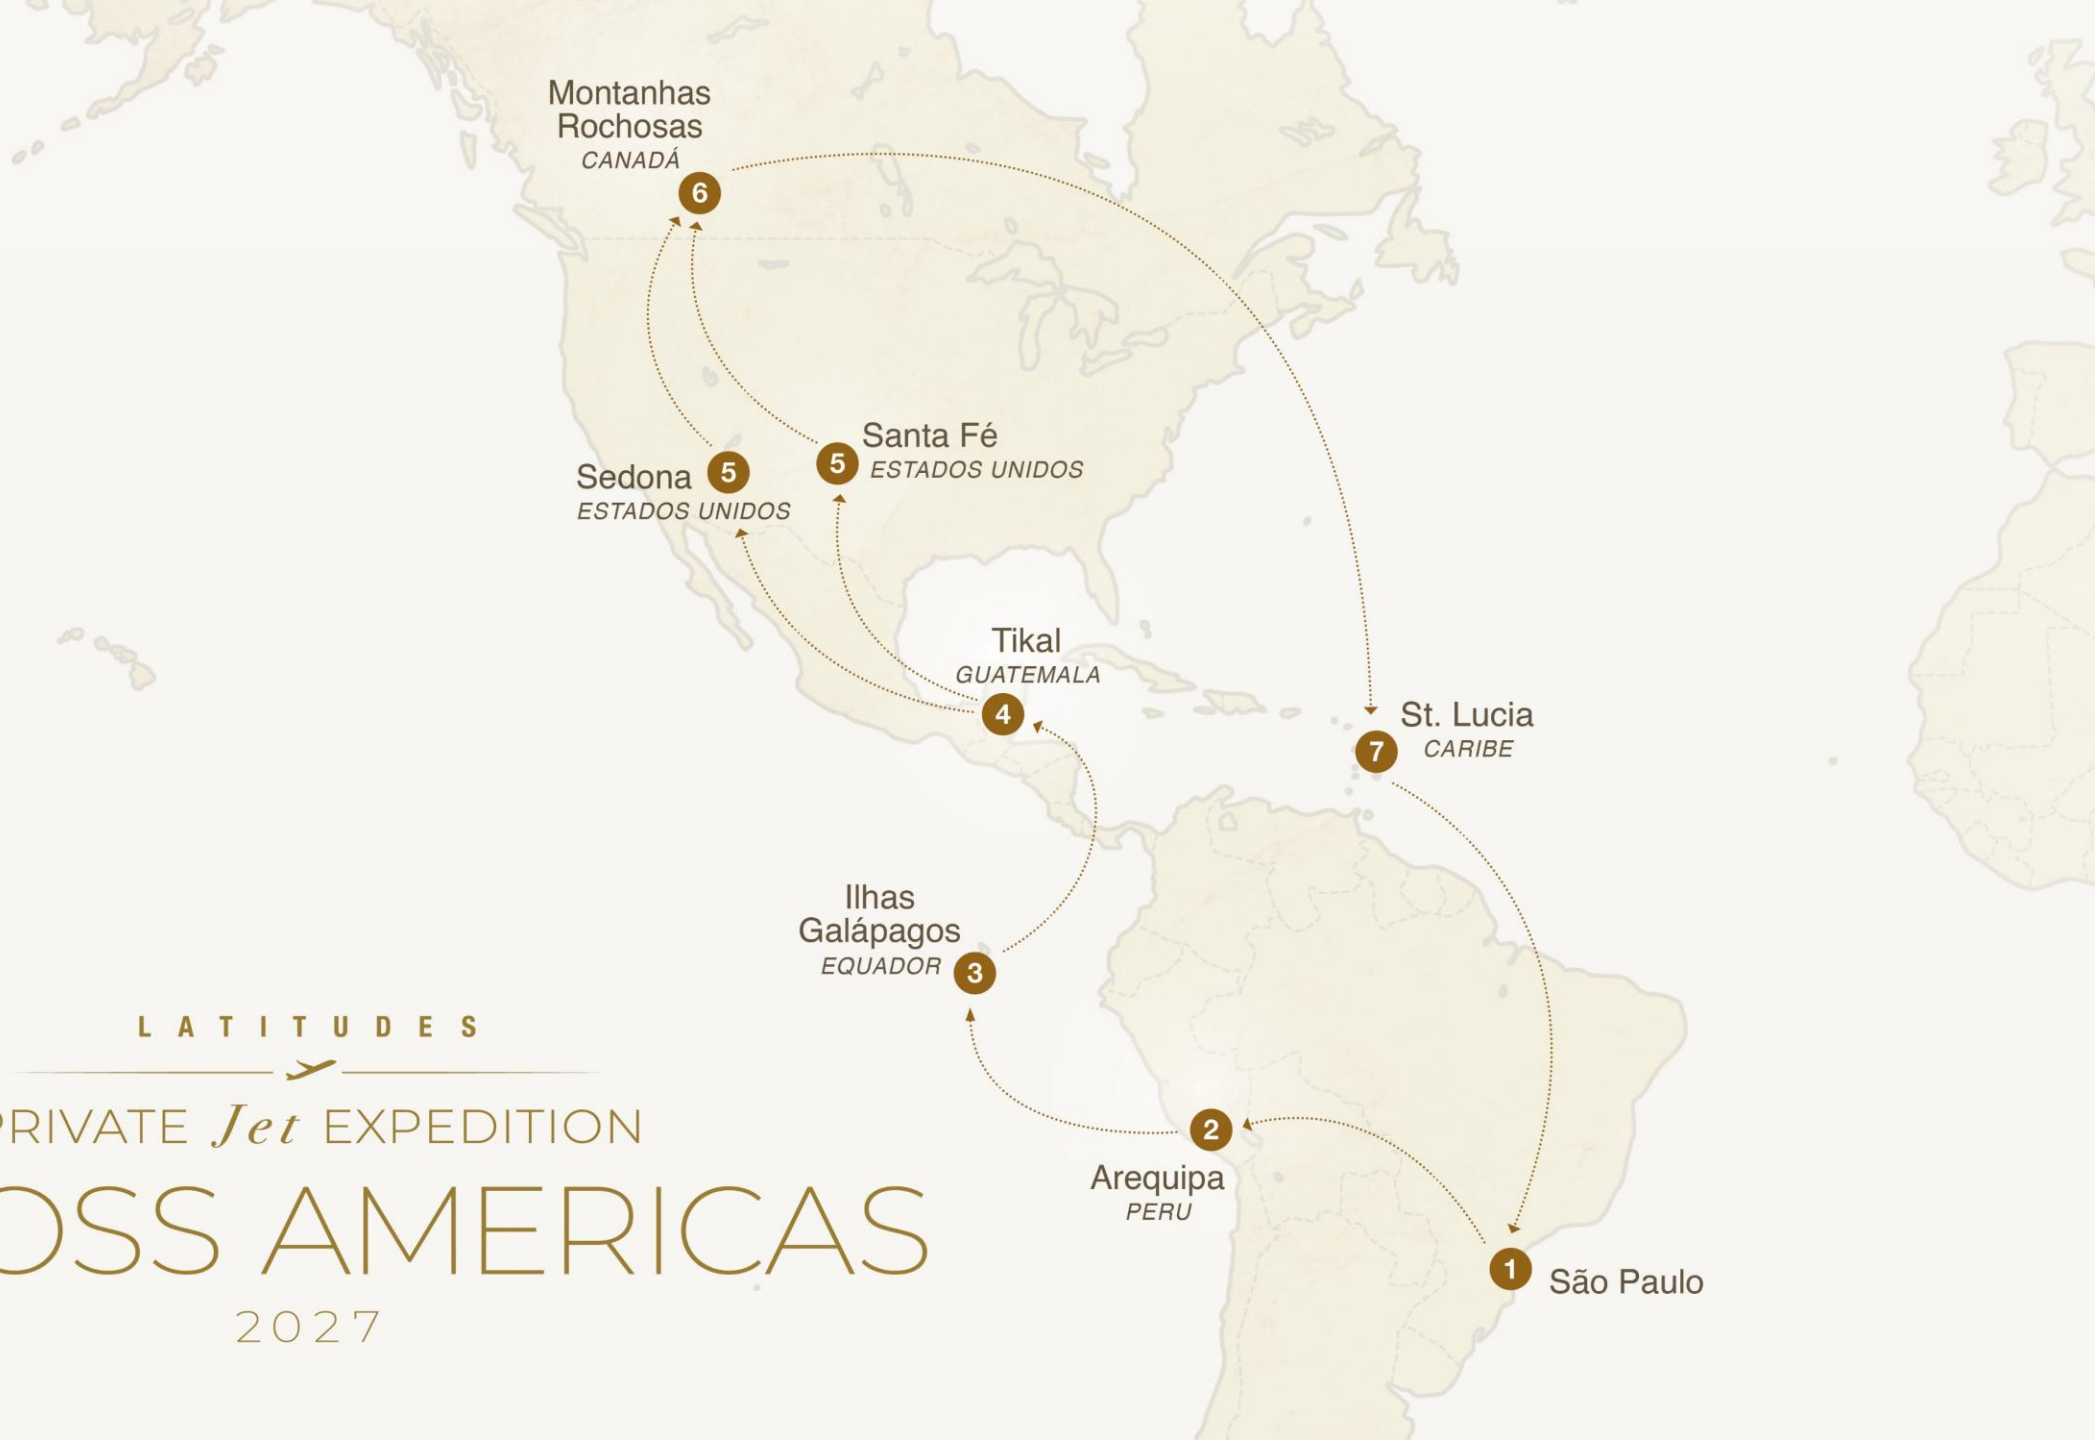 Montanhas
Rochosas
CANADÁ
6
Santa Fé
5
ESTADOS UNIDOS
Sedona
5
ESTADOS UNIDOS
Tikal
GUATEMALA
4
St. Lucia
7
CARIBE
Ilhas
Galápagos
EQUADOR
3
LATITUDES
PRIVATE Jet EXPEDITION
OSS AMERICAS
2027
2
Arequipa
PERU
1
São Paulo